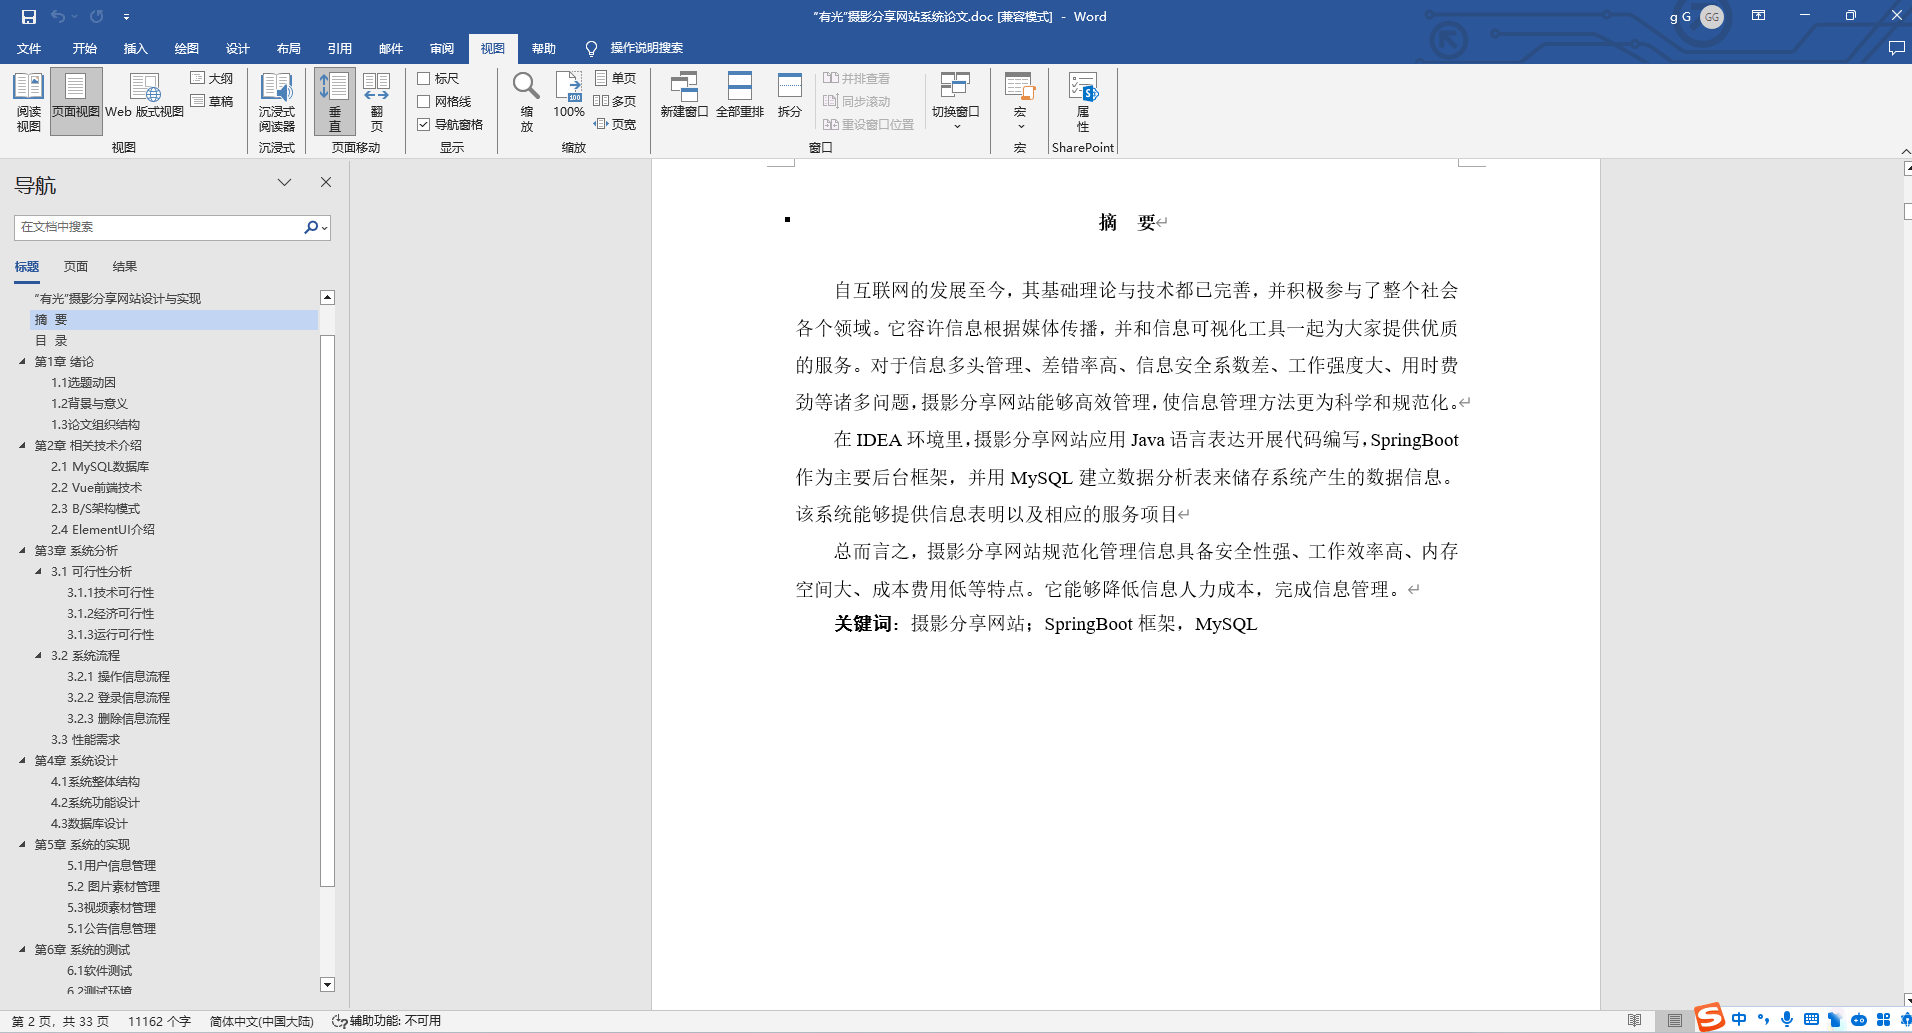 “有光”摄影分享网站系统论文.doc [兼容模式] - Word
g G GG
文件 开始 插入 绘图 设计 布局 引用 邮件 审阅 视图 帮助 操作说明搜索
阅读视图 页面视图 Web 版式视图 大纲 草稿 沉浸式阅读器 垂直 翻页 标尺 网格线 导航窗格 缩放 100% 单页 多页 页宽 新建窗口 全部重排 拆分 并排查看 同步滚动 重设窗口位置 切换窗口 宏 属性
视图 沉浸式 页面移动 显示 缩放 窗口 宏 SharePoint
导航
在文档中搜索
标题 页面 结果
“有光”摄影分享网站设计与实现
摘 要
目 录
第1章 绪论
1.1选题动因
1.2背景与意义
1.3论文组织结构
第2章 相关技术介绍
2.1 MySQL数据库
2.2 Vue前端技术
2.3 B/S架构模式
2.4 ElementUI介绍
第3章 系统分析
3.1 可行性分析
3.1.1技术可行性
3.1.2经济可行性
3.1.3运行可行性
3.2 系统流程
3.2.1 操作信息流程
3.2.2 登录信息流程
3.2.3 删除信息流程
3.3 性能需求
第4章 系统设计
4.1系统整体结构
4.2系统功能设计
4.3数据库设计
第5章 系统的实现
5.1用户信息管理
5.2 图片素材管理
5.3视频素材管理
5.1公告信息管理
第6章 系统的测试
6.1软件测试
6.2测试环境
摘 要
自互联网的发展至今，其基础理论与技术都已完善，并积极参与了整个社会
各个领域。它容许信息根据媒体传播，并和信息可视化工具一起为大家提供优质
的服务。对于信息多头管理、差错率高、信息安全系数差、工作强度大、用时费
劲等诸多问题，摄影分享网站能够高效管理，使信息管理方法更为科学和规范化。
在 IDEA 环境里，摄影分享网站应用 Java 语言表达开展代码编写，SpringBoot
作为主要后台框架，并用 MySQL 建立数据分析表来储存系统产生的数据信息。
该系统能够提供信息表明以及相应的服务项目
总而言之，摄影分享网站规范化管理信息具备安全性强、工作效率高、内存
空间大、成本费用低等特点。它能够降低信息人力成本，完成信息管理。
关键词：摄影分享网站；SpringBoot 框架，MySQL
第 2 页，共 33 页 11162 个字 简体中文(中国大陆) 辅助功能: 不可用
S 中